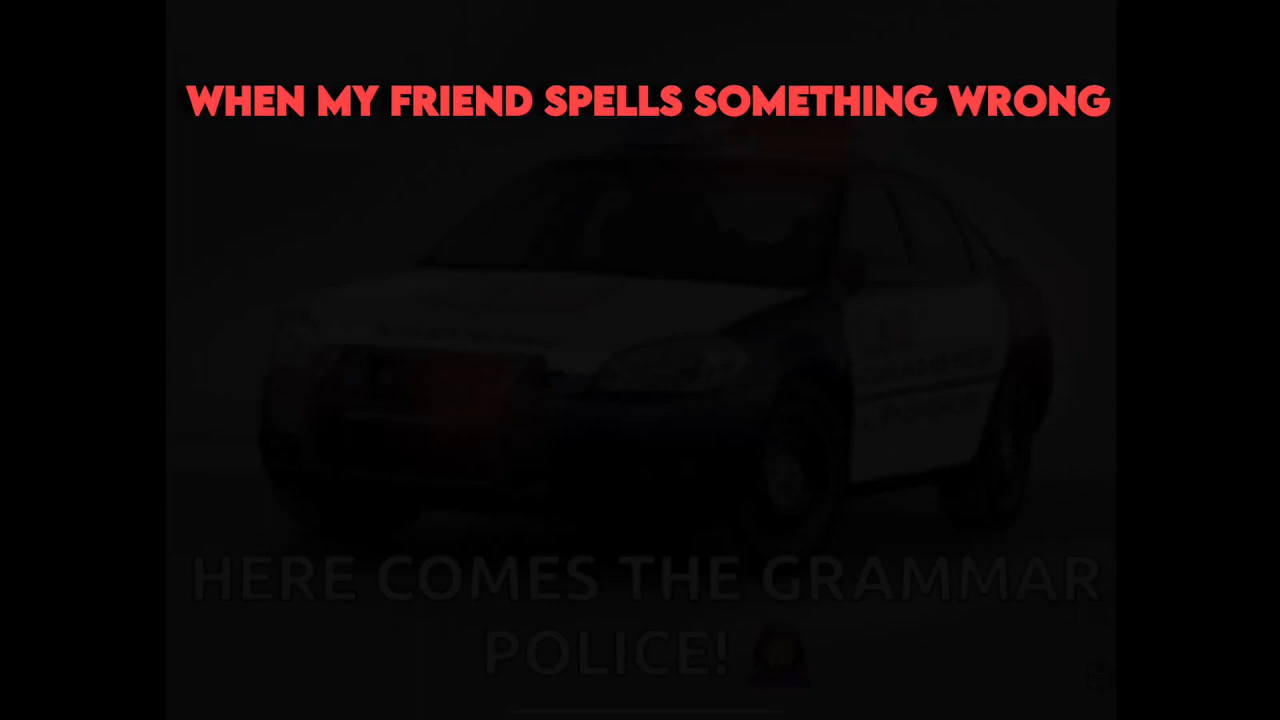 WHEN MY FRIEND SPELLS SOMETHING WRONG
HERE COMES THE GRAMMAR
POLICE!